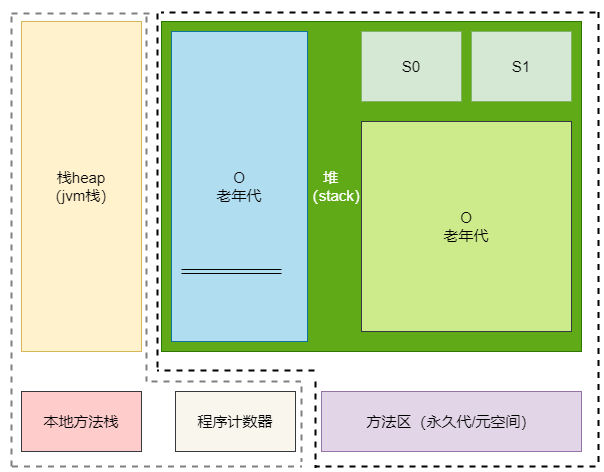 栈heap
（jvm栈）
O
老年代
堆
（stack）
S0
S1
O
老年代
本地方法栈
程序计数器
方法区（永久代/元空间）